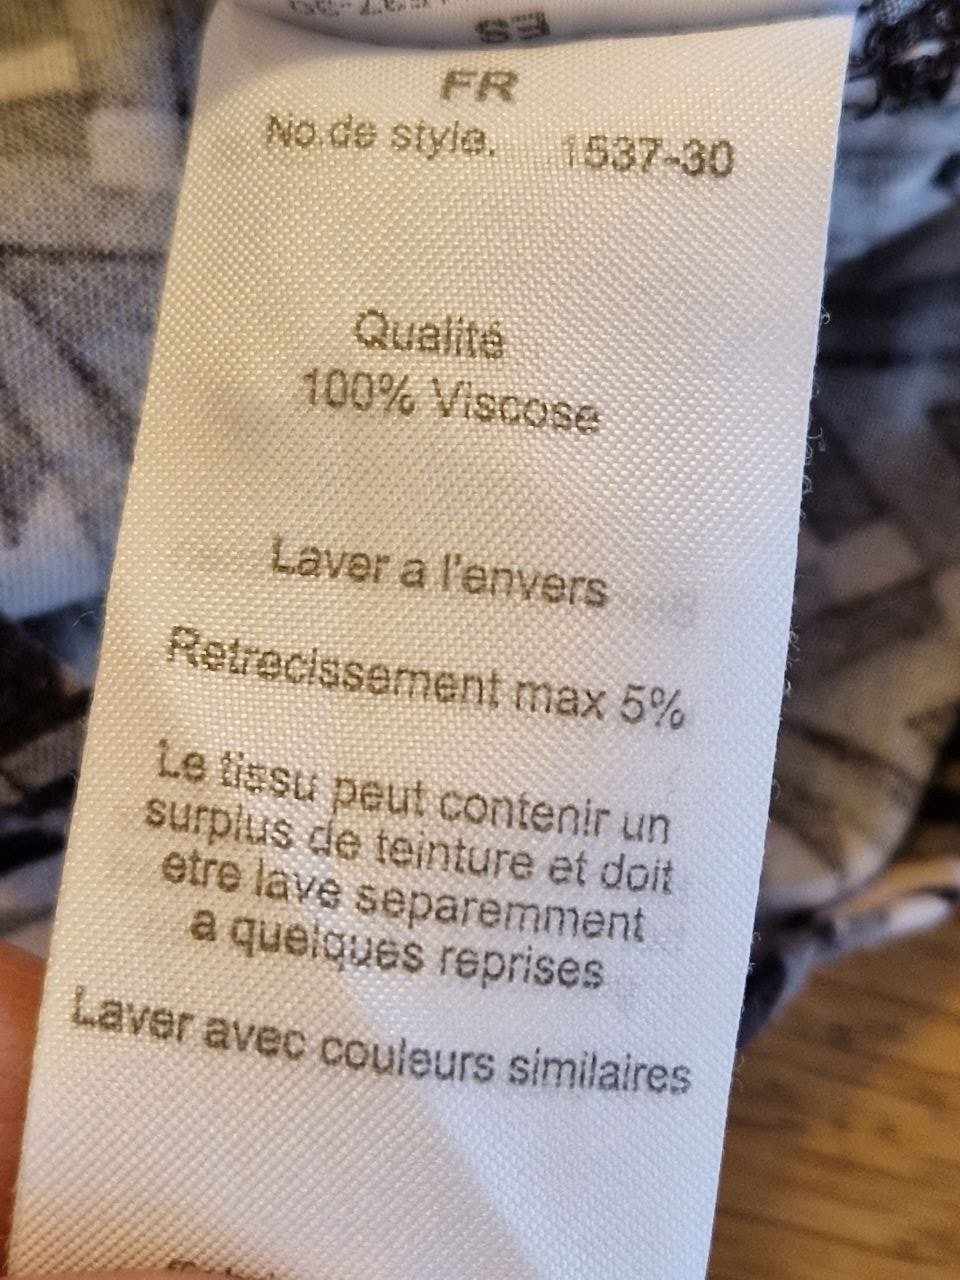 FR
No.de style. 1537-30
Qualité
100% Viscose
Laver a l'envers
Retrecissement max 5%
Le tissu peut contenir un
surplus de teinture et doit
etre lave separemment
a quelques reprises
Laver avec couleurs similaires